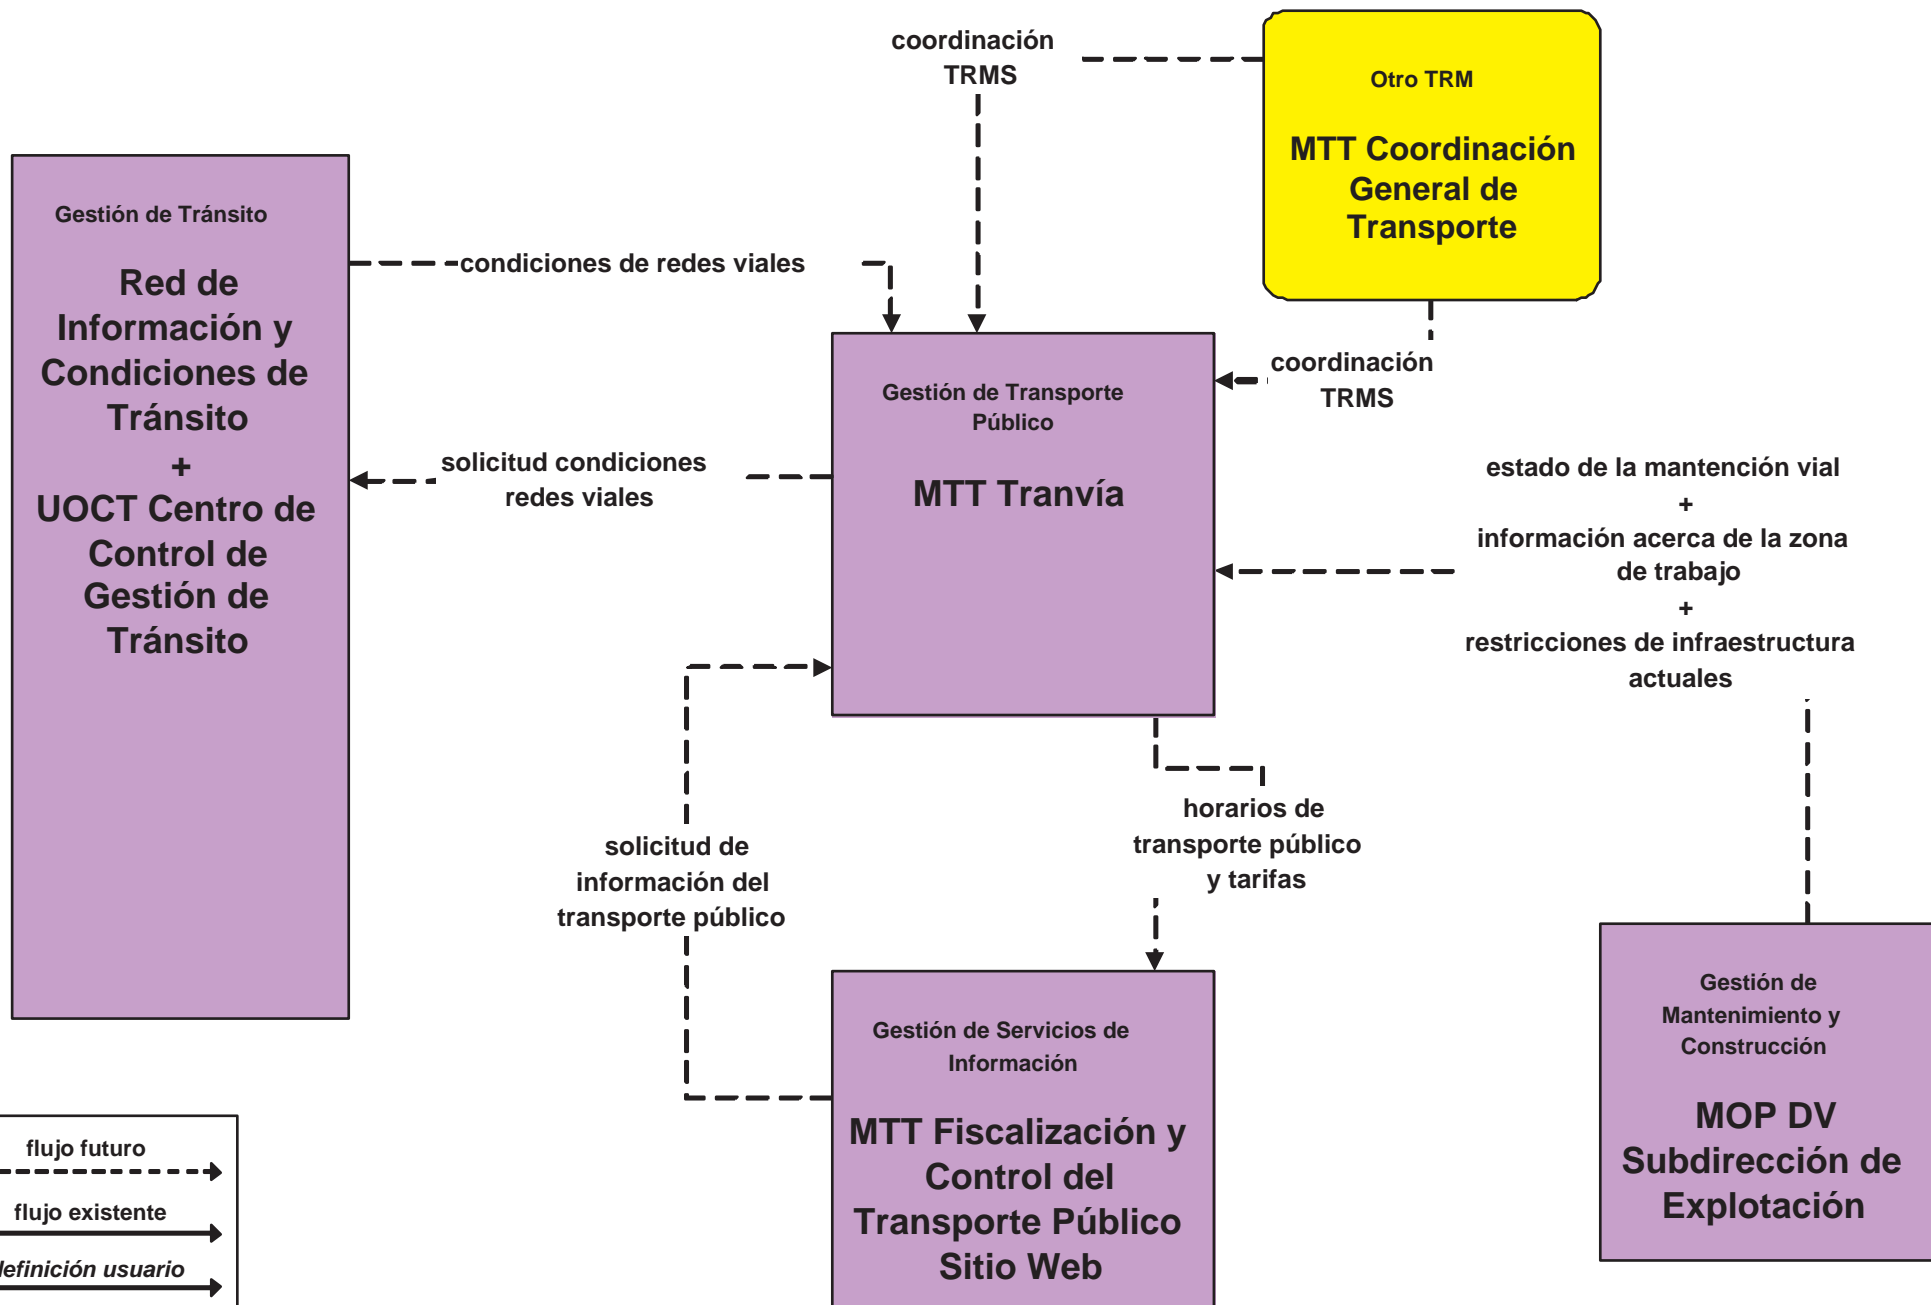 coordinación
TRMS
Otro TRM
MTT Coordinación
General de
Transporte
Gestión de Tránsito
Red de
Información y
Condiciones de
Tránsito
+
UOCT Centro de
Control de
Gestión de
Tránsito
condiciones de redes viales
coordinación
TRMS
Gestión de Transporte
Público
MTT Tranvía
solicitud condiciones
redes viales
estado de la mantención vial
+
información acerca de la zona
de trabajo
+
restricciones de infraestructura
actuales
horarios de
transporte público
y tarifas
solicitud de
información del
transporte público
Gestión de Servicios de
Información
MTT Fiscalización y
Control del
Transporte Público
Sitio Web
Gestión de
Mantenimiento y
Construcción
MOP DV
Subdirección de
Explotación
flujo futuro
flujo existente
definición usuario